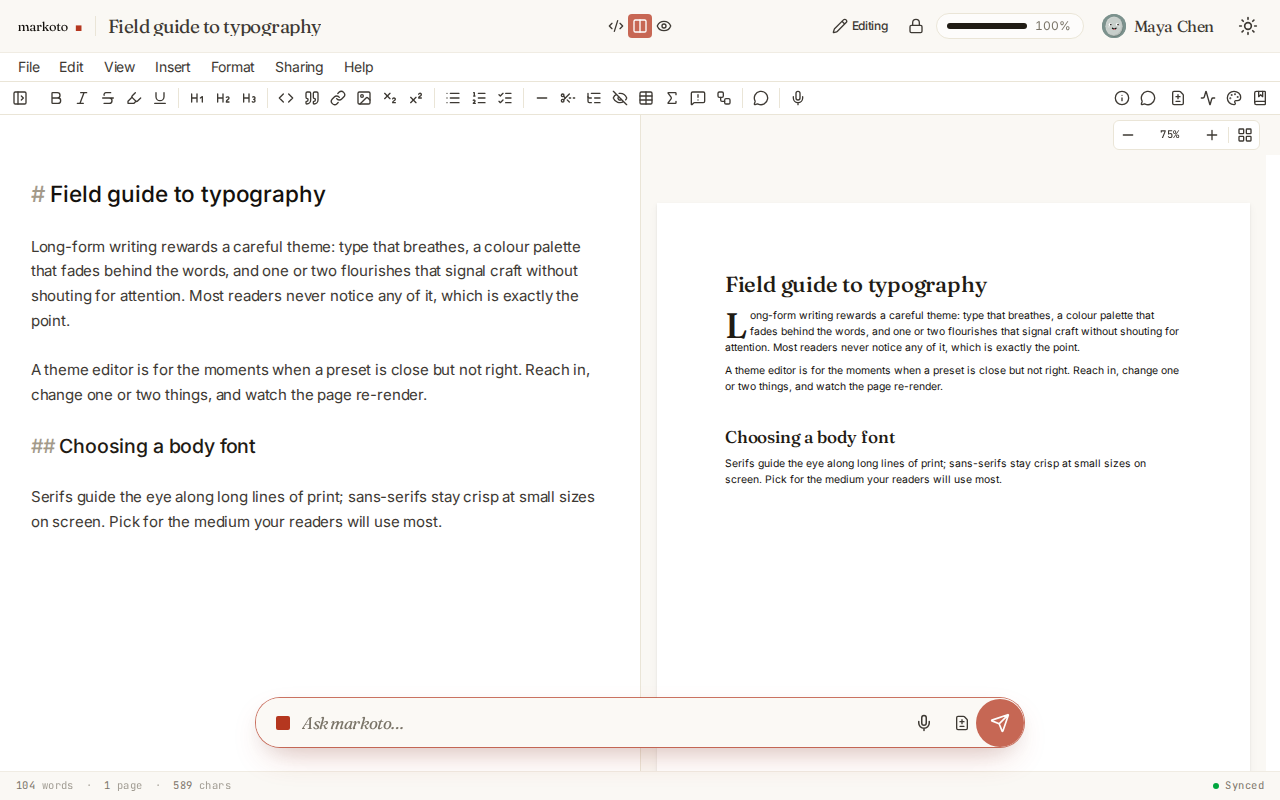 markoto
Field guide to typography
Editing
100%
Maya Chen
File Edit View Insert Format Sharing Help
H1 H2 H3
75%
# Field guide to typography
Long-form writing rewards a careful theme: type that breathes, a colour palette
that fades behind the words, and one or two flourishes that signal craft without
shouting for attention. Most readers never notice any of it, which is exactly the
point.
A theme editor is for the moments when a preset is close but not right. Reach in,
change one or two things, and watch the page re-render.
## Choosing a body font
Serifs guide the eye along long lines of print; sans-serifs stay crisp at small sizes
on screen. Pick for the medium your readers will use most.
Field guide to typography
Long-form writing rewards a careful theme: type that breathes, a colour palette that
fades behind the words, and one or two flourishes that signal craft without shouting for
attention. Most readers never notice any of it, which is exactly the point.
A theme editor is for the moments when a preset is close but not right. Reach in, change one
or two things, and watch the page re-render.
Choosing a body font
Serifs guide the eye along long lines of print; sans-serifs stay crisp at small sizes on
screen. Pick for the medium your readers will use most.
Ask markoto...
104 words · 1 page · 589 chars
Synced